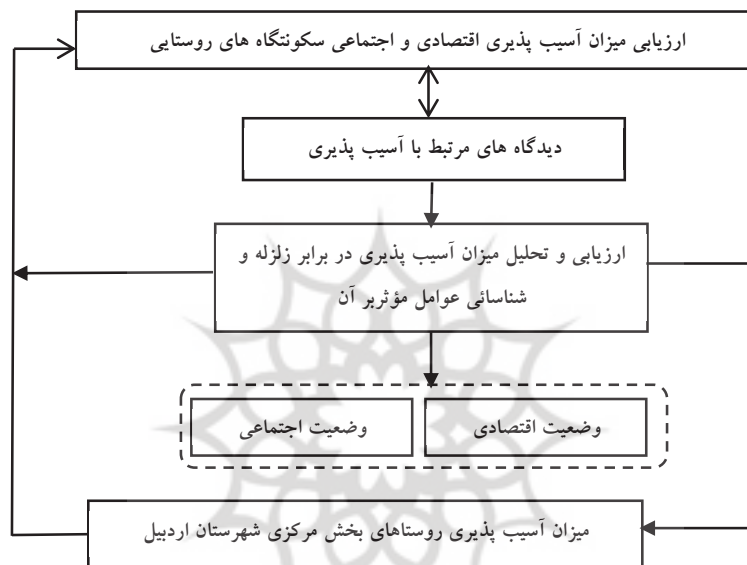 ارزیابی میزان آسیب پذیری اقتصادی و اجتماعی سکونتگاه های روستایی
دیدگاه های مرتبط با آسیب پذیری
ارزیابی و تحلیل میزان آسیب پذیری در برابر زلزله و
شناسائی عوامل مؤثربر آن
وضعیت اقتصادی
وضعیت اجتماعی
میزان آسیب پذیری روستاهای بخش مرکزی شهرستان اردبیل